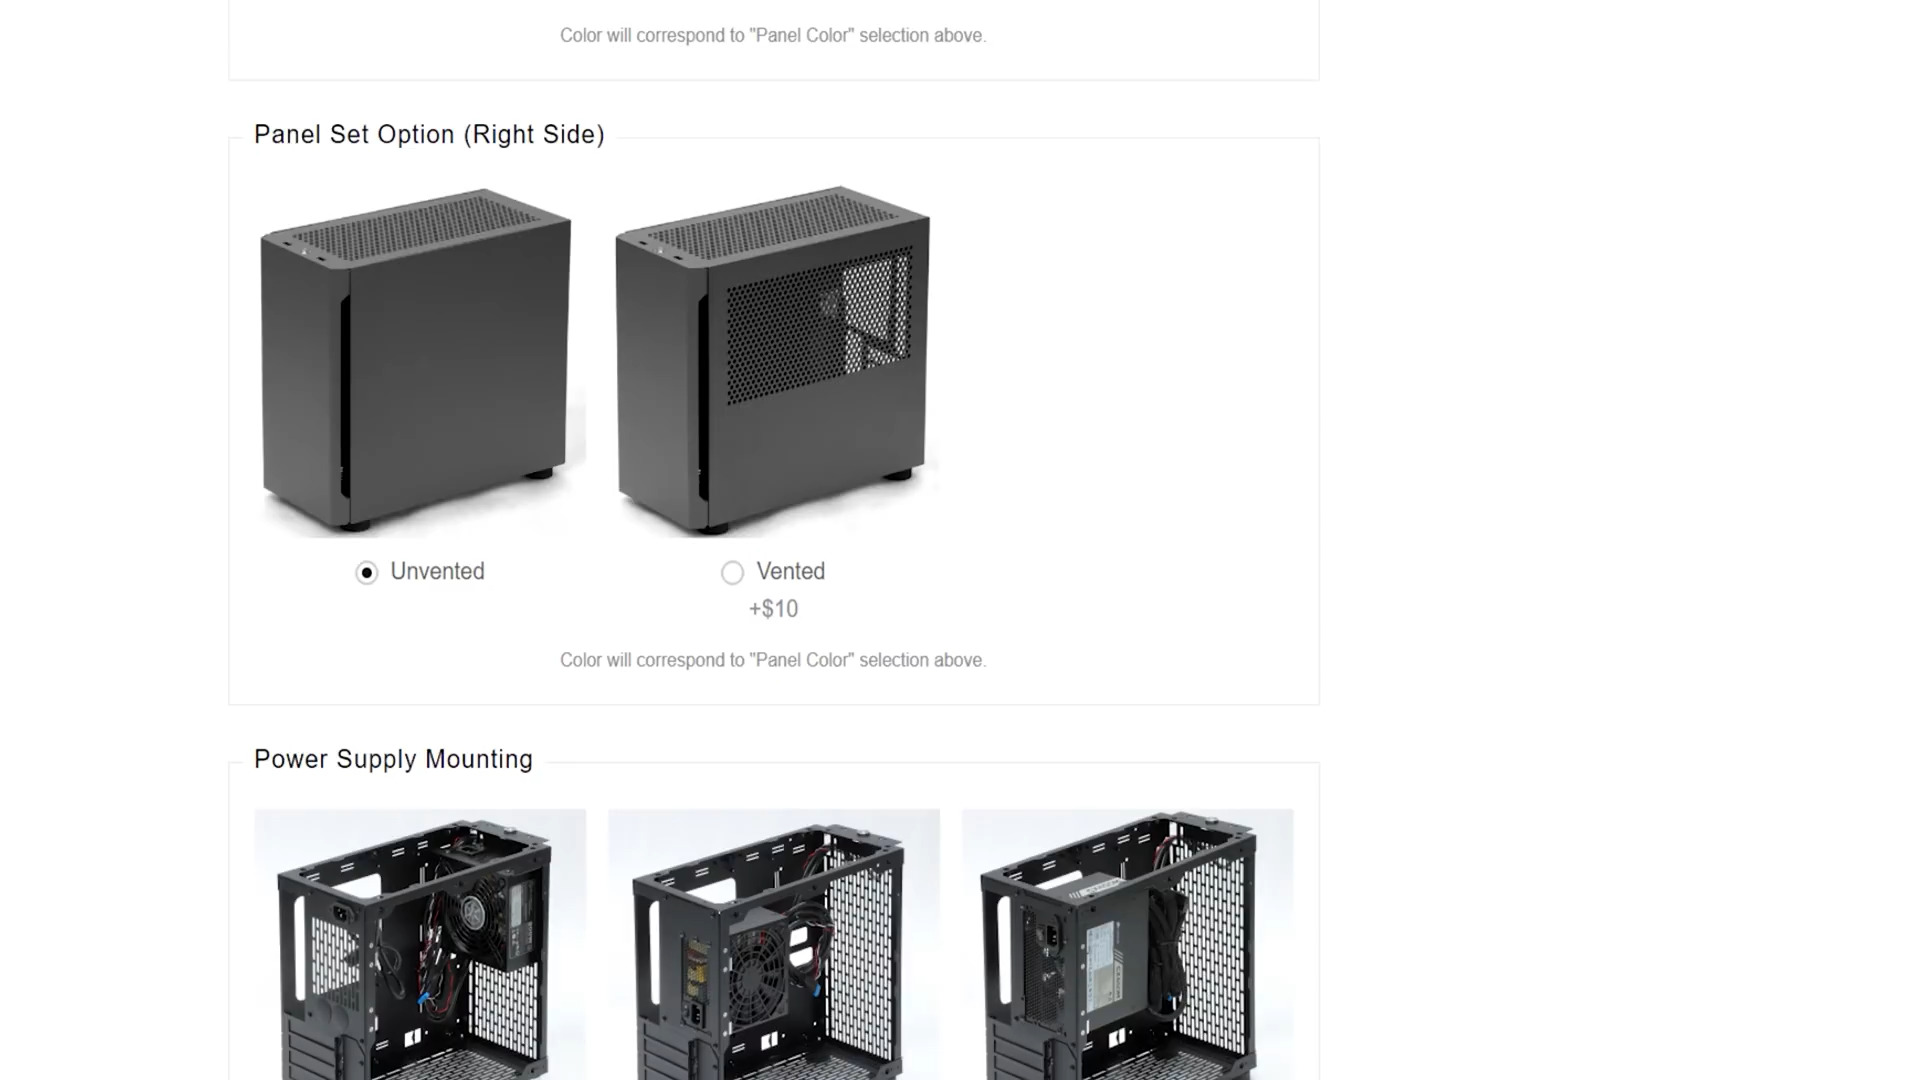 Color will correspond to "Panel Color" selection above.
Panel Set Option (Right Side)
Unvented
Vented
+$10
Color will correspond to "Panel Color" selection above.
Power Supply Mounting